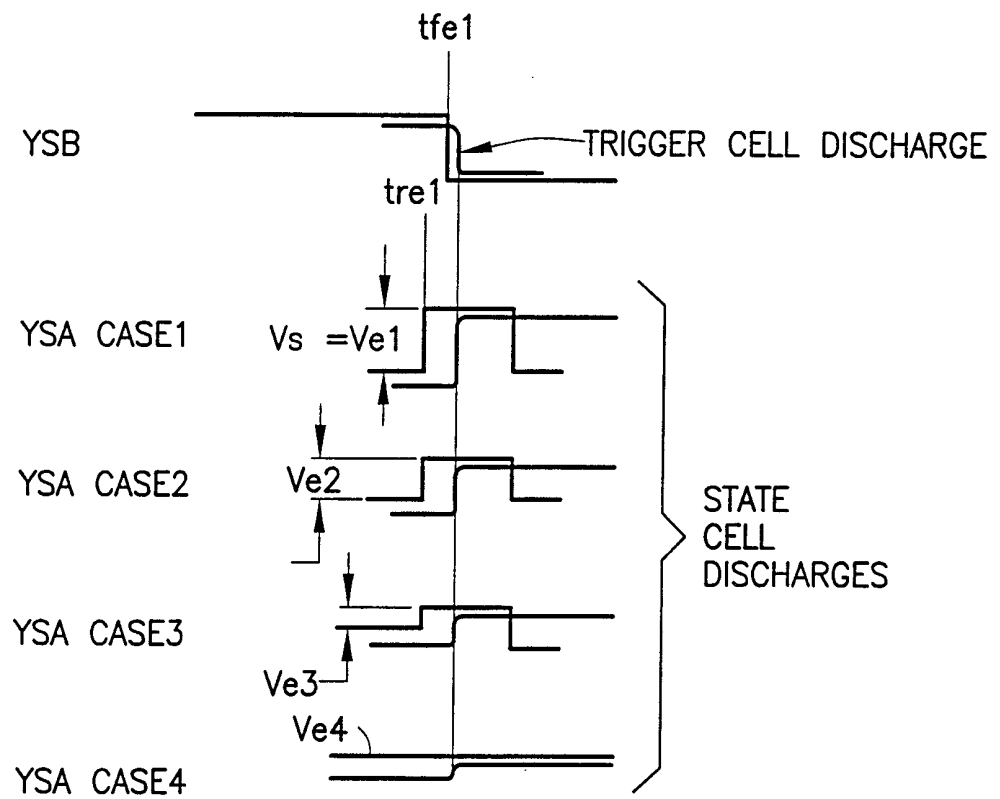 tfe1
YSB
TRIGGER CELL DISCHARGE
tre1
YSA CASE1
Vs =Ve1
YSA CASE2
Ve2
STATE
CELL
DISCHARGES
YSA CASE3
Ve3
Ve4
YSA CASE4